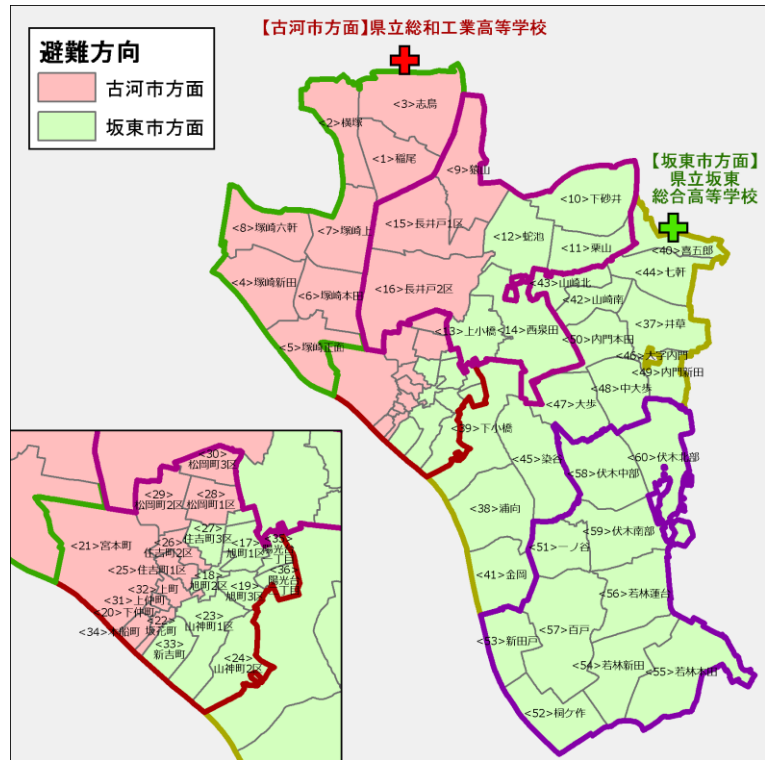 【古河市方面】県立総和工業高等学校
避難方向
古河市方面
坂東市方面
【坂東市方面】
県立坂東
総合高等学校
<3>志鳥
<2>横塚
<1>稲尾
<9>猿山
<10>下砂井
<15>長井戸1区
<8>塚崎六軒
<7>塚崎上
<12>蛇池
<11>栗山
<40>喜五郎
<44>七軒
<4>塚崎新田
<6>塚崎本田
<16>長井戸2区
<43>山崎北
<42>山崎南
<13>上小橋
<14>西泉田
<37>井草
<50>内門本田
<5>塚崎正面
<46>大字内門
<49>内門新田
<48>中大歩
<47>大歩
<39>下小橋
<45>染谷
<60>伏木北部
<58>伏木中部
<38>浦向
<59>伏木南部
<51>一ノ谷
<41>金岡
<56>若林蓮台
<53>新田戸
<57>百戸
<54>若林新田
<55>若林本田
<52>桐ケ作
<30>
松岡町3区
<29>
松岡町2区
<28>
松岡町1区
<27>
住吉町3区
<21>宮本町
<26>
住吉町2区
<17>
旭町1区
<25>住吉町1区
<18>
旭町2区
<36>
陽光台
<32>上町
<31>上仲町
<19>
旭町3区
<20>下仲町
<22>
<23>
山神町1区
<34>本船町
<33>
新吉町
<24>
山神町2区